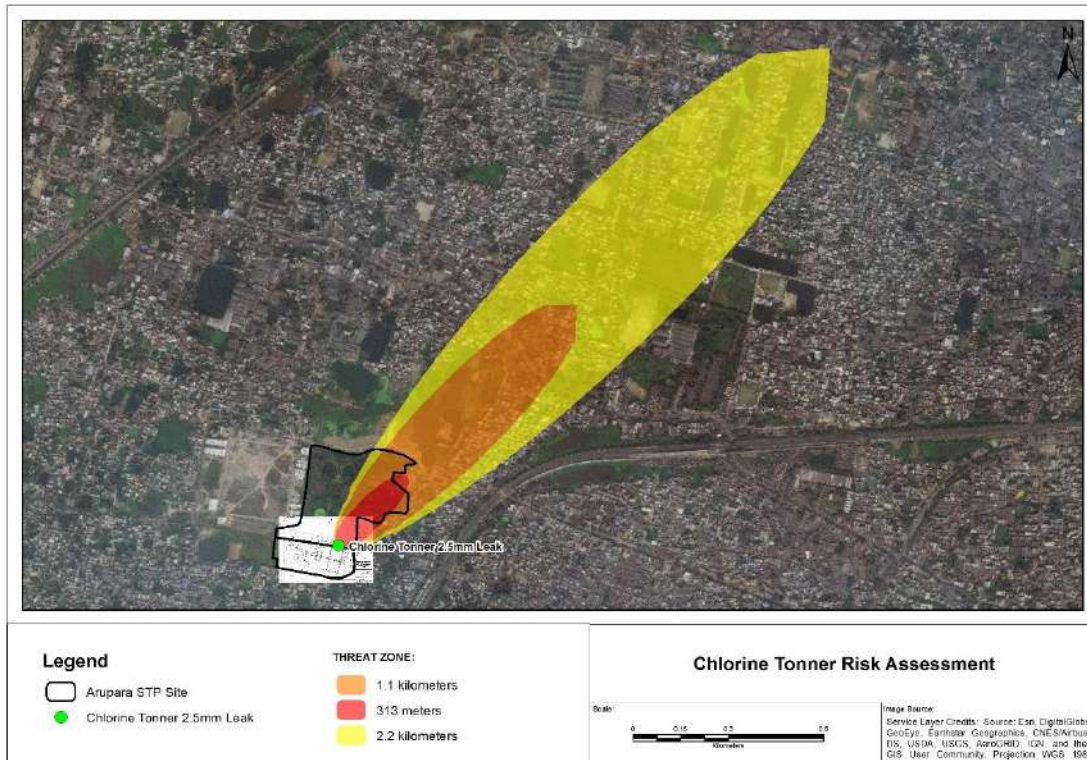 N
Chlorine Tonner 2.5mm Leak
Legend
Arupara STP Site
Chlorine Tonner 2.5mm Leak
THREAT ZONE:
1.1 kilometers
313 meters
2.2 kilometers
Chlorine Tonner Risk Assessment
Scale:
0 0.15 0.3 0.6
Kilometers
Image Source:
Service Layer Credits: Source: Esri, DigitalGlobe
GeoEye, Earthstar Geographics, CNES/Airbus
DS, USDA, USGS, AeroGRID, IGN, and the
GIS User Community, Projection WGS 198